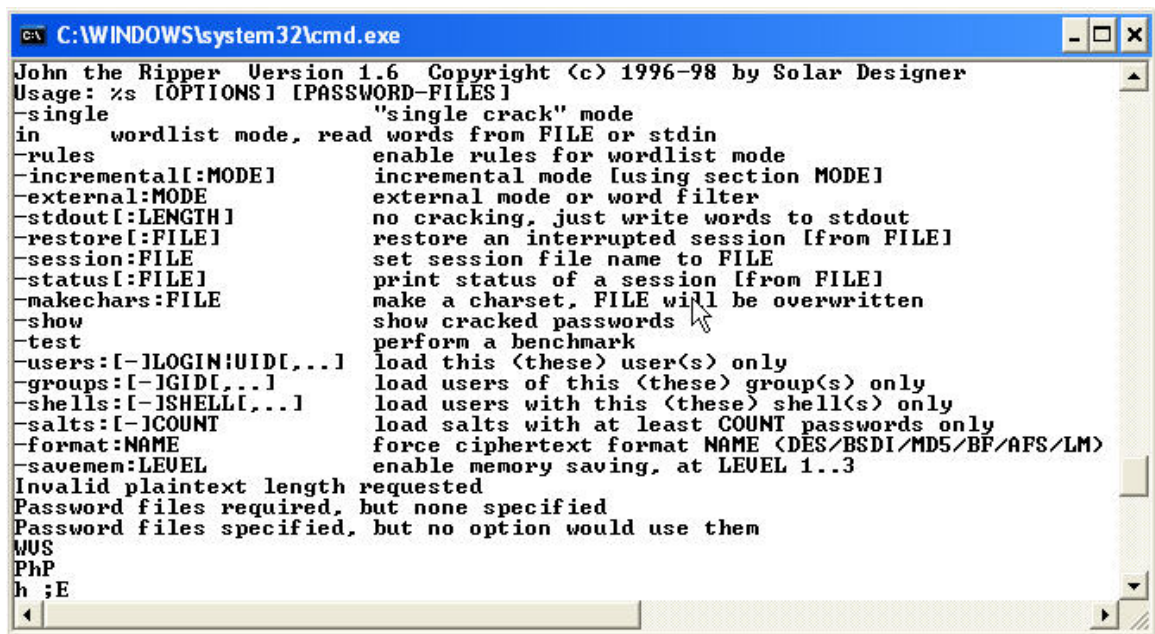 C:\WINDOWS\system32\cmd.exe
John the Ripper  Version 1.6  Copyright (c) 1996-98 by Solar Designer
Usage: %s [OPTIONS] [PASSWORD-FILES]
-single                   "single crack" mode
in     wordlist mode, read words from FILE or stdin
-rules                    enable rules for wordlist mode
-incremental[:MODE]       incremental mode [using section MODE]
-external:MODE            external mode or word filter
-stdout[:LENGTH]          no cracking, just write words to stdout
-restore[:FILE]           restore an interrupted session [from FILE]
-session:FILE             set session file name to FILE
-status[:FILE]            print status of a session [from FILE]
-makechars:FILE           make a charset, FILE will be overwritten
-show                     show cracked passwords
-test                     perform a benchmark
-users:[-]LOGIN|UID[,...]  load this (these) user(s) only
-groups:[-]GID[,...]      load users of this (these) group(s) only
-shells:[-]SHELL[,...]    load users with this (these) shell(s) only
-salts:[-]COUNT           load salts with at least COUNT passwords only
-format:NAME              force ciphertext format NAME (DES/BSDI/MD5/BF/AFS/LM)
-savemem:LEVEL            enable memory saving, at LEVEL 1..3
Invalid plaintext length requested
Password files required, but none specified
Password files specified, but no option would use them
WVS
PhP
h ;E